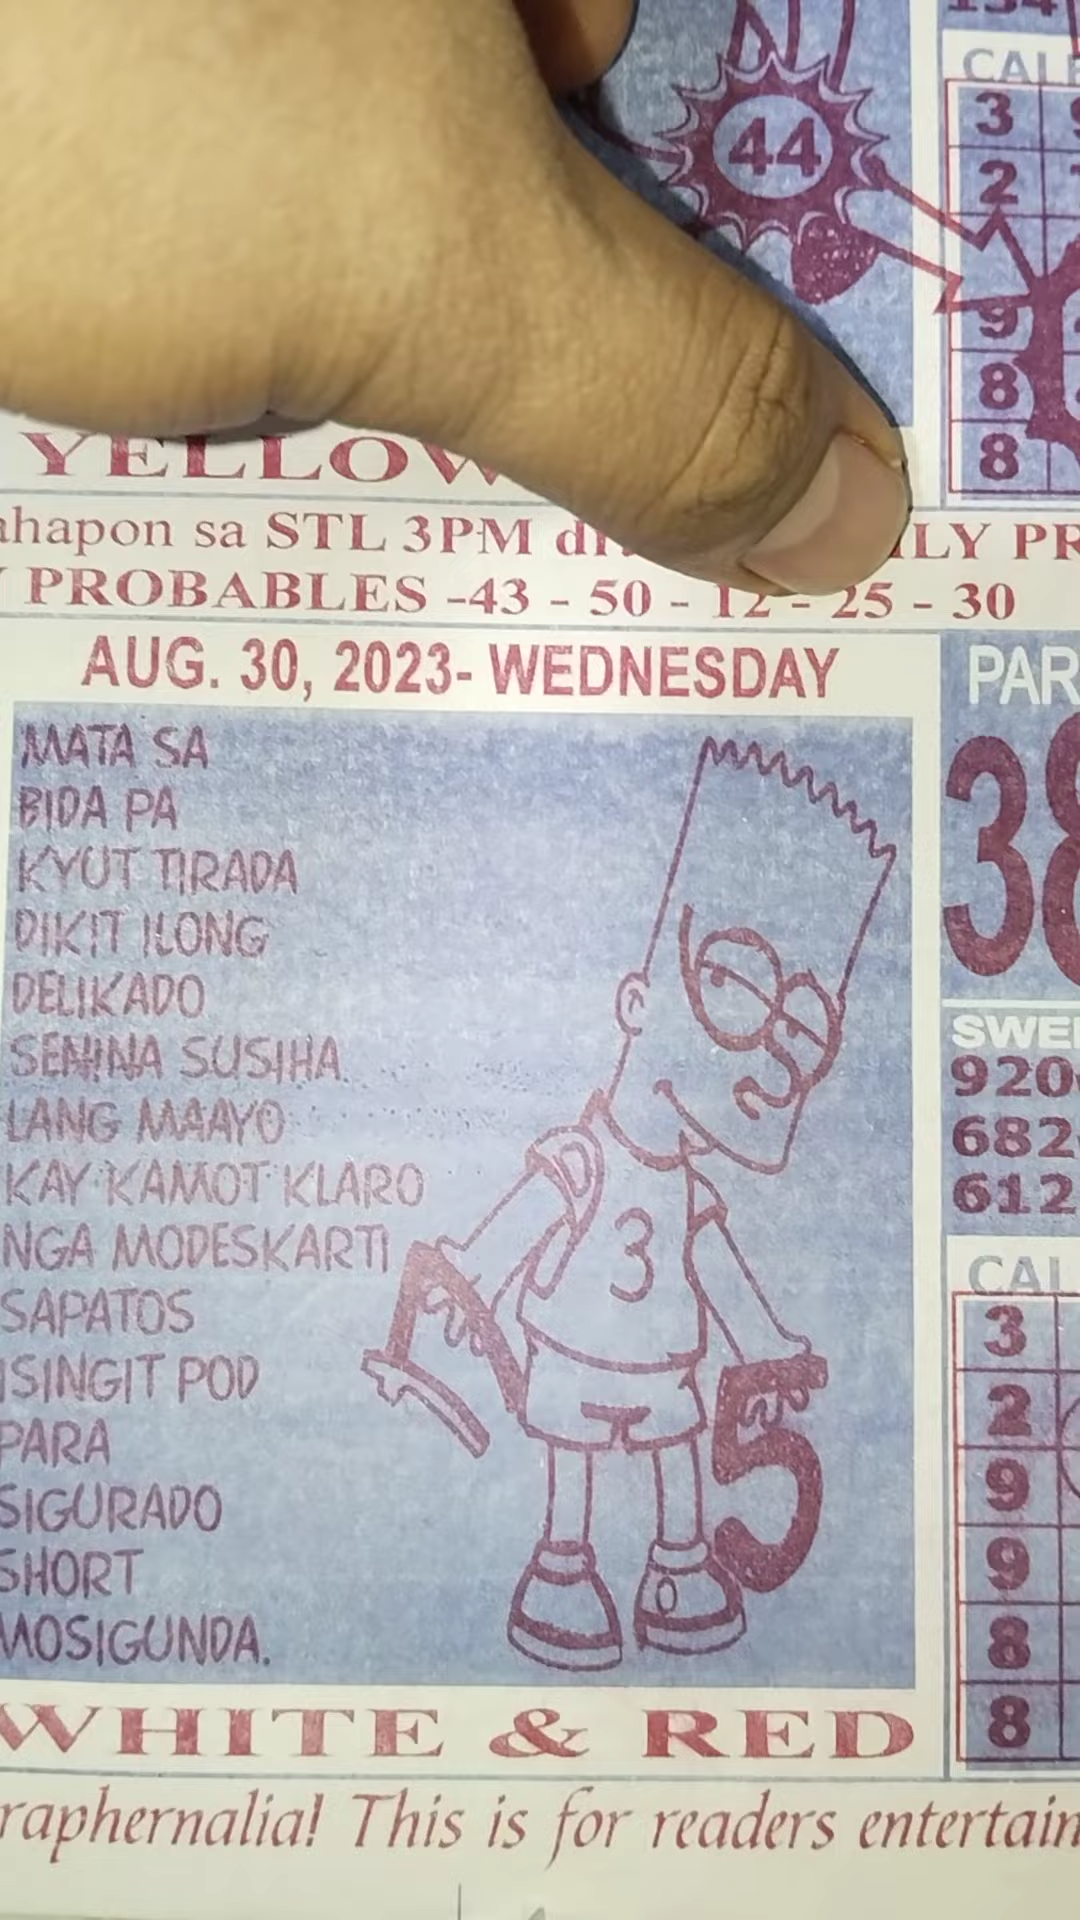 44
CALE
3
2
9
8
8
YELLOW
ahapon sa STL 3PM
PROBABLES -43 - 50 - 12 - 25 - 30
AUG. 30, 2023- WEDNESDAY
MATA SA
BIDA PA
KYUT TIRADA
DIKIT ILONG
DELIKADO
SENINA SUSIHA
LANG MAAYO
KAY KAMOT KLARO
NGA MODESKARTI
SAPATOS
ISINGIT POD
PARA
SIGURADO
SHORT
MOSIGUNDA.
3
5
PAR
38
SWE
920
682
612
CAL
3
2
9
9
8
8
WHITE & RED
raphernalia! This is for readers entertain